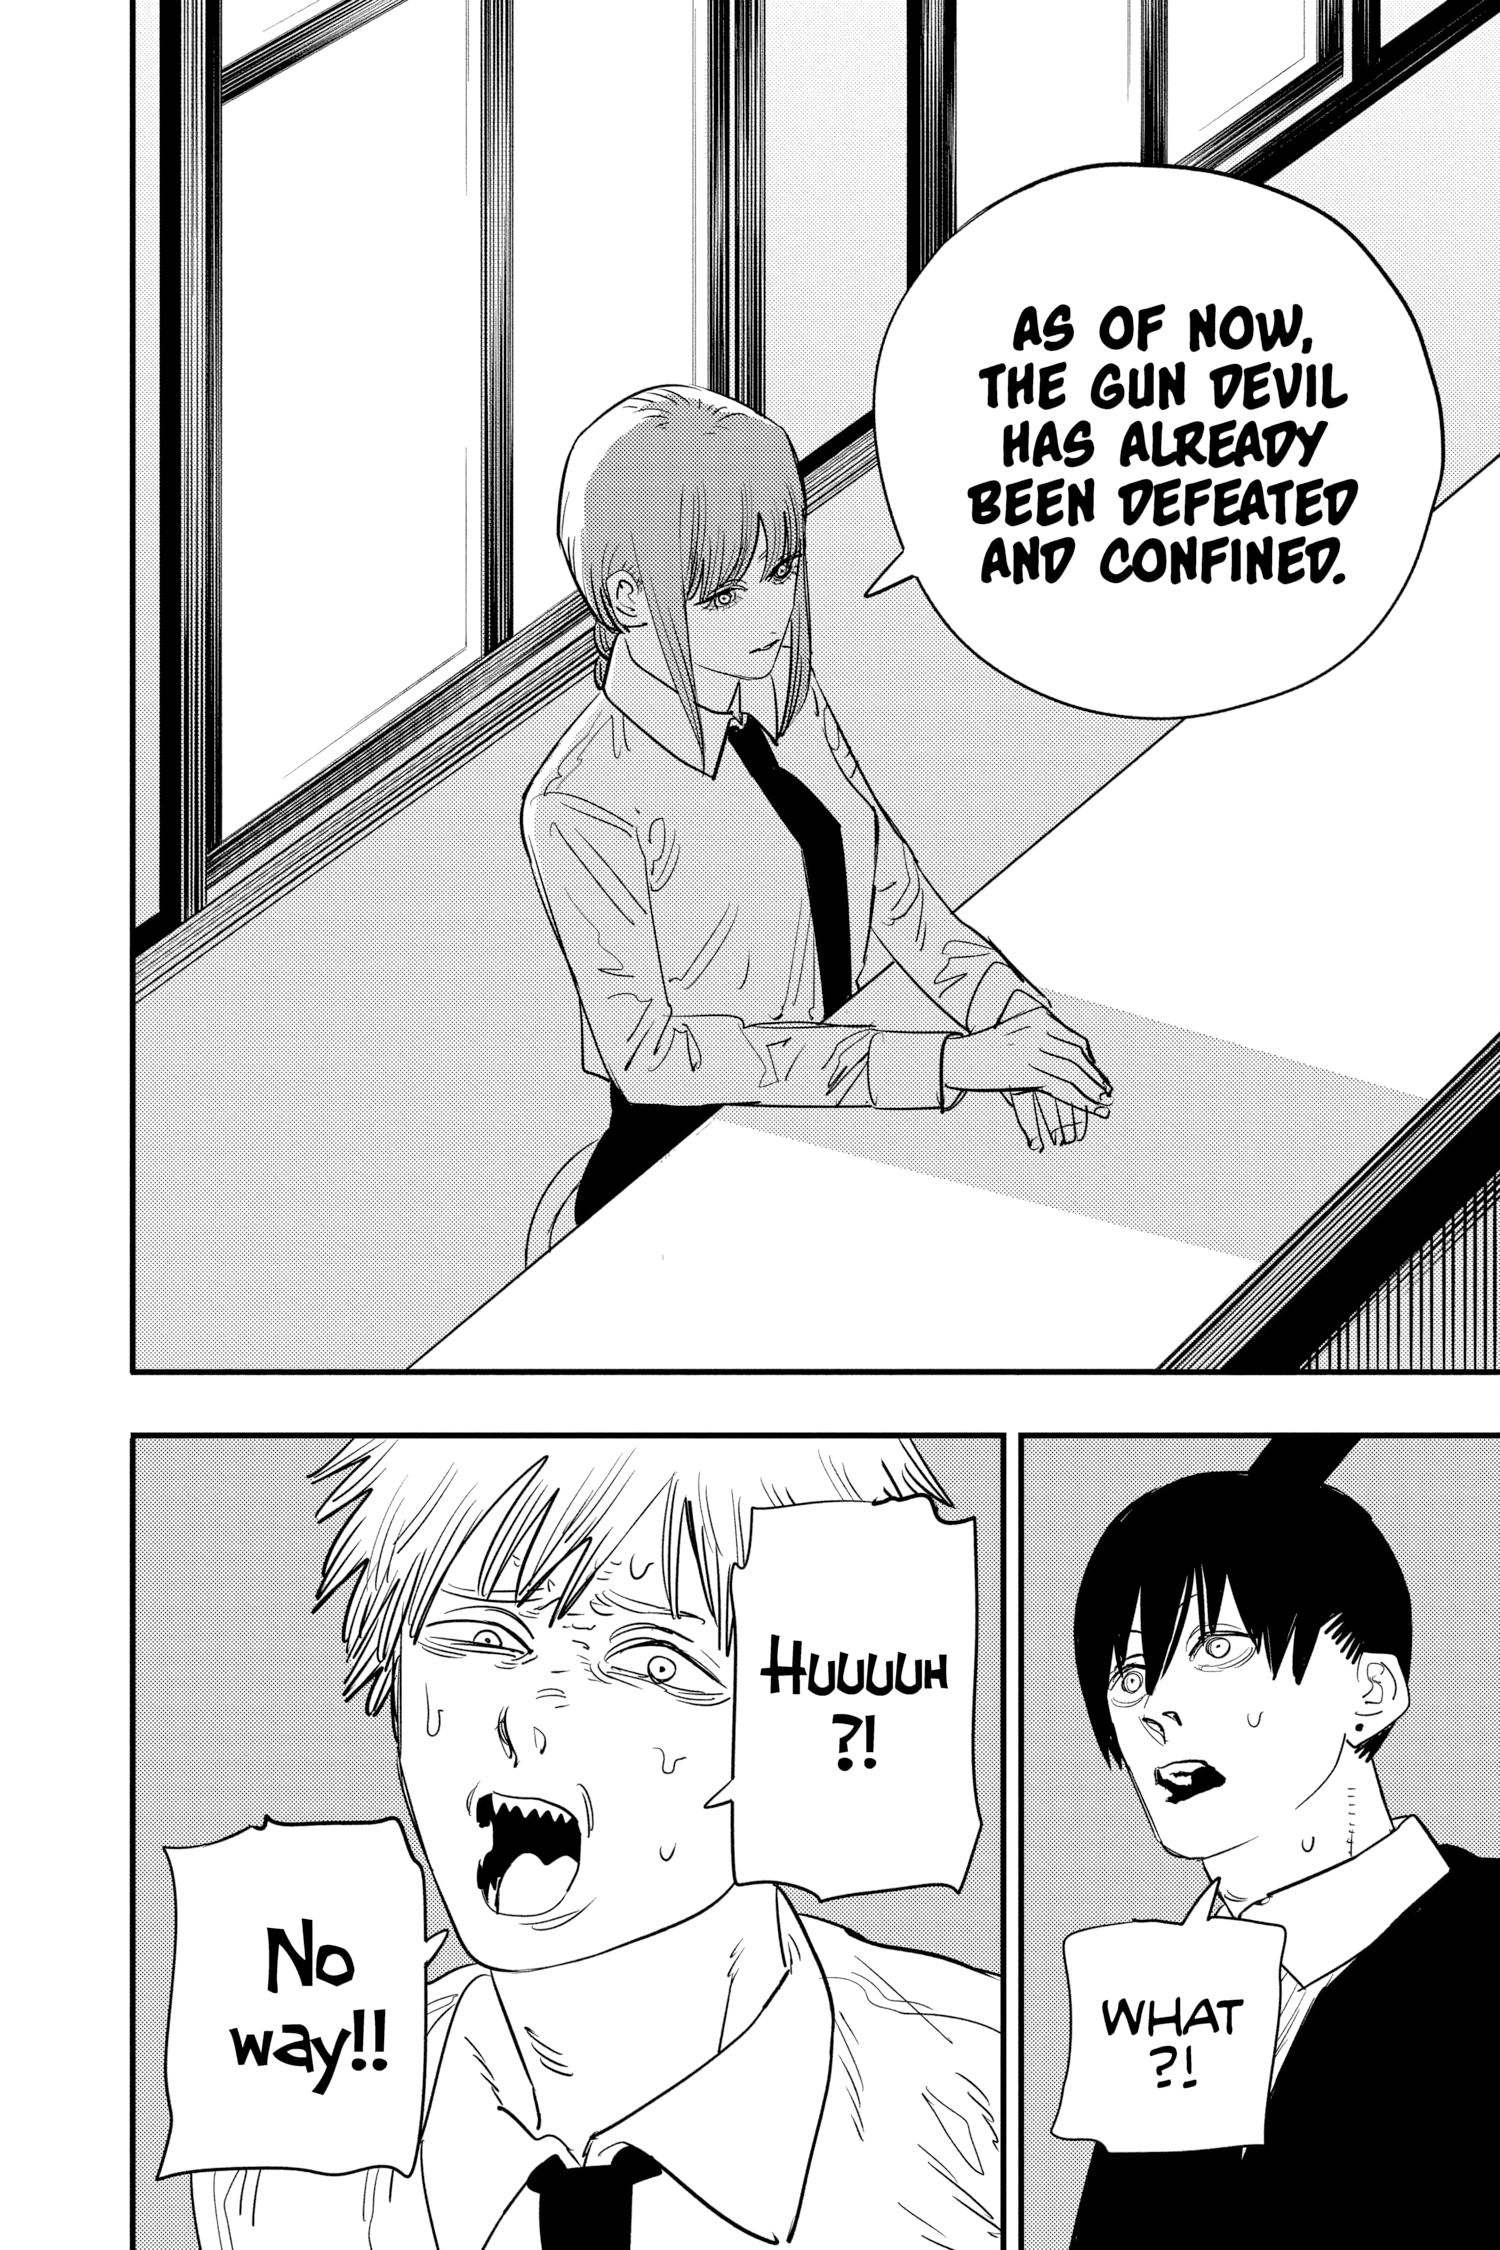 AS OF NOW,
THE GUN DEVIL
HAS ALREADY
BEEN DEFEATED
AND CONFINED.
WHAT
?!
HUUUUH
?!
No
way!!